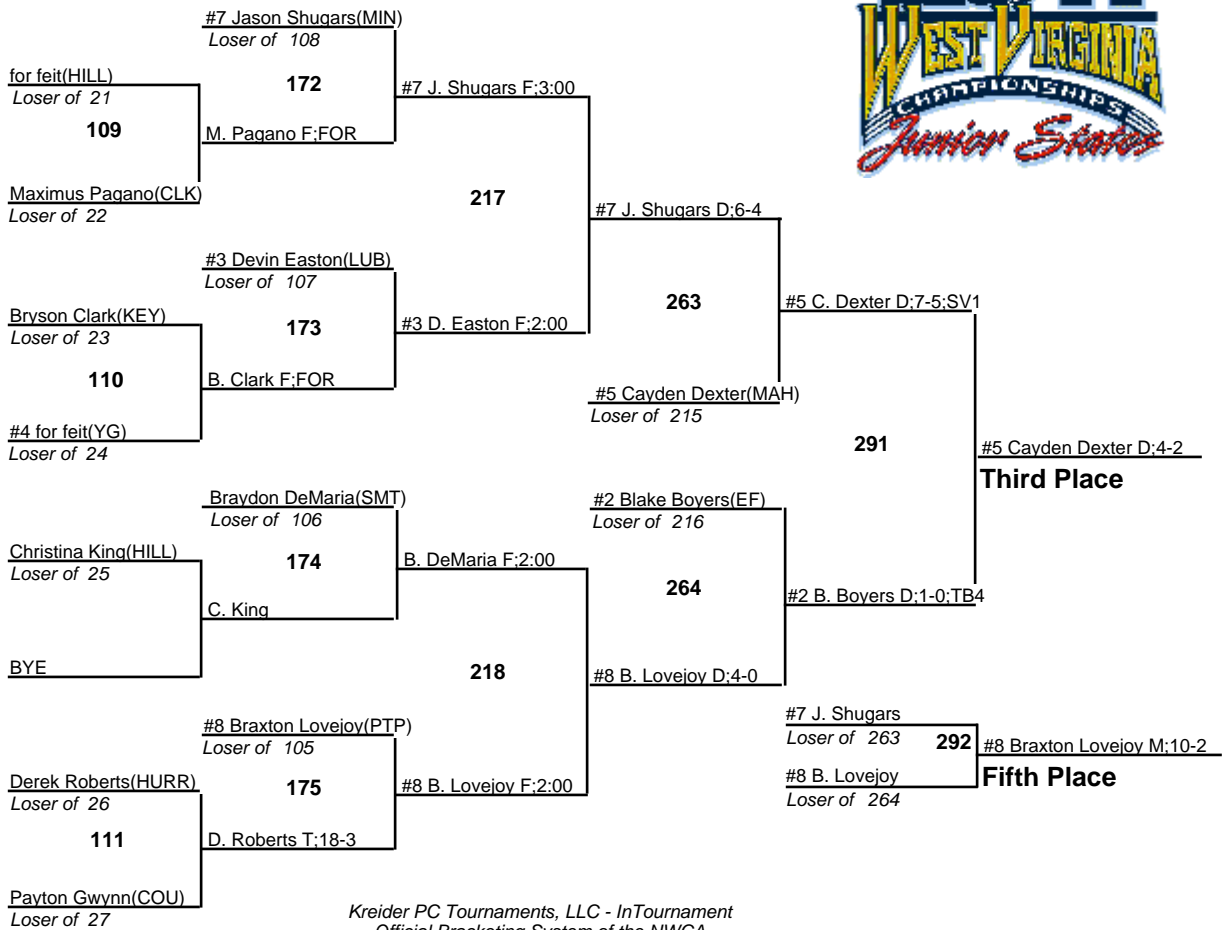 WEST VIRGINIA
CHAMPIONSHIPS
Junior States
#7 Jason Shugars(MIN)
Loser of 108
for feit(HILL)
Loser of 21
172
#7 J. Shugars F;3:00
109
M. Pagano F;FOR
Maximus Pagano(CLK)
Loser of 22
217
#7 J. Shugars D;6-4
#3 Devin Easton(LUB)
Loser of 107
Bryson Clark(KEY)
Loser of 23
173
#3 D. Easton F;2:00
263
#5 C. Dexter D;7-5;SV1
110
B. Clark F;FOR
#5 Cayden Dexter(MAH)
Loser of 215
#4 for feit(YG)
Loser of 24
291
#5 Cayden Dexter D;4-2
Third Place
Braydon DeMaria(SMT)
Loser of 106
#2 Blake Boyers(EF)
Loser of 216
Christina King(HILL)
Loser of 25
174
B. DeMaria F;2:00
264
#2 B. Boyers D;1-0;TB4
C. King
BYE
218
#8 B. Lovejoy D;4-0
#8 Braxton Lovejoy(PTP)
Loser of 105
#7 J. Shugars
Loser of 263
292
#8 Braxton Lovejoy M;10-2
Fifth Place
#8 B. Lovejoy
Loser of 264
Derek Roberts(HURR)
Loser of 26
175
#8 B. Lovejoy F;2:00
111
D. Roberts T;18-3
Payton Gwynn(COU)
Loser of 27
Kreider PC Tournaments, LLC - InTournament
Official Bracketing System of the NWCA